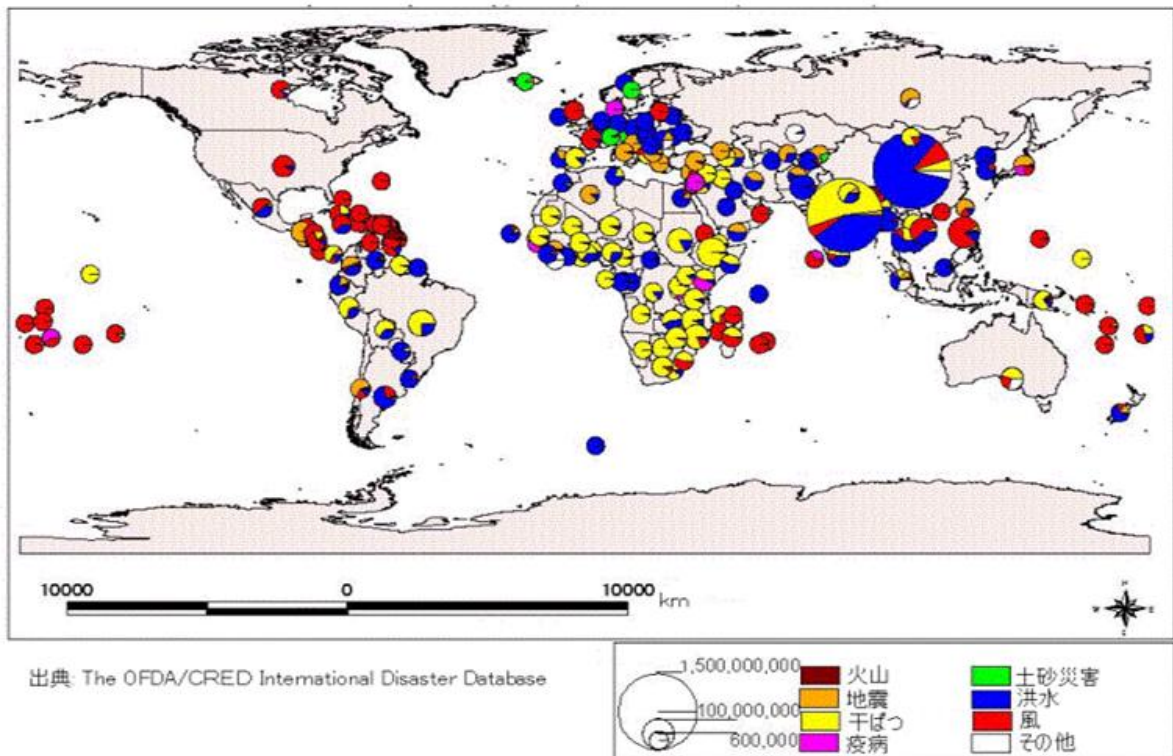 10000 0 10000 km
出典: The OFDA/CRED International Disaster Database
1,500,000,000
100,000,000
600,000
火山
地震
干ばつ
疫病
土砂災害
洪水
風
その他